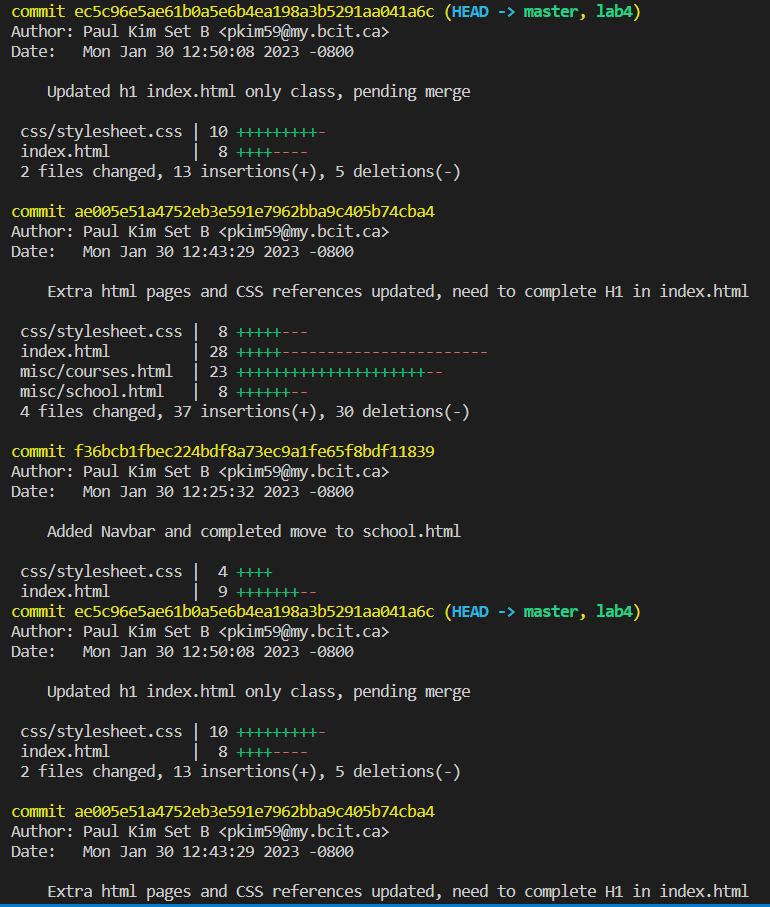 commit ec5c96e5ae61b0a5e6b4ea198a3b5291aa041a6c (HEAD -> master, lab4)
Author: Paul Kim Set B <pkim59@my.bcit.ca>
Date:   Mon Jan 30 12:50:08 2023 -0800

    Updated h1 index.html only class, pending merge

 css/stylesheet.css | 10 +++++++++-
 index.html         |  8 ++++----
 2 files changed, 13 insertions(+), 5 deletions(-)

commit ae005e51a4752eb3e591e7962bba9c405b74cba4
Author: Paul Kim Set B <pkim59@my.bcit.ca>
Date:   Mon Jan 30 12:43:29 2023 -0800

    Extra html pages and CSS references updated, need to complete H1 in index.html

 css/stylesheet.css |  8 +++++---
 index.html         | 28 +++++-----------------------
 misc/courses.html  | 23 +++++++++++++++++++++--
 misc/school.html   |  8 ++++++--
 4 files changed, 37 insertions(+), 30 deletions(-)

commit f36bcb1fbec224bdf8a73ec9a1fe65f8bdf11839
Author: Paul Kim Set B <pkim59@my.bcit.ca>
Date:   Mon Jan 30 12:25:32 2023 -0800

    Added Navbar and completed move to school.html

 css/stylesheet.css |  4 ++++
 index.html         |  9 +++++++--
commit ec5c96e5ae61b0a5e6b4ea198a3b5291aa041a6c (HEAD -> master, lab4)
Author: Paul Kim Set B <pkim59@my.bcit.ca>
Date:   Mon Jan 30 12:50:08 2023 -0800

    Updated h1 index.html only class, pending merge

 css/stylesheet.css | 10 +++++++++-
 index.html         |  8 ++++----
 2 files changed, 13 insertions(+), 5 deletions(-)

commit ae005e51a4752eb3e591e7962bba9c405b74cba4
Author: Paul Kim Set B <pkim59@my.bcit.ca>
Date:   Mon Jan 30 12:43:29 2023 -0800

    Extra html pages and CSS references updated, need to complete H1 in index.html